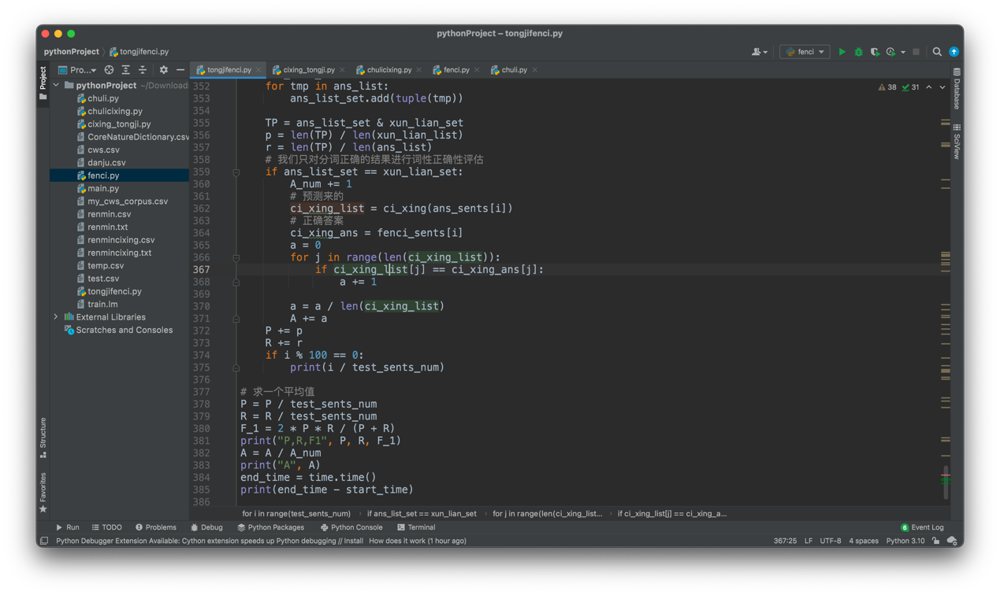 pythonProject – tongjifenci.py
pythonProject 〉 tongjifenci.py
fenci
Pro...
tongjifenci.py
cixing_tongji.py
chulicixing.py
fenci.py
chuli.py
Project
pythonProject ~/Download
chuli.py
chulicixing.py
cixing_tongji.py
CoreNatureDictionary.csv
cws.csv
danju.csv
fenci.py
main.py
my_cws_corpus.csv
renmin.csv
renmin.txt
renmincixing.csv
renmincixing.txt
temp.csv
test.csv
tongjifenci.py
train.lm
External Libraries
Scratches and Consoles
Structure
Favorites
38 31
Database
SciView
352 for tmp in ans_list:
353 ans_list_set.add(tuple(tmp))
354
355 TP = ans_list_set & xun_lian_set
356 p = len(TP) / len(xun_lian_list)
357 r = len(TP) / len(ans_list)
358 # 我们只对分词正确的结果进行词性正确性评估
359 if ans_list_set == xun_lian_set:
360 A_num += 1
361 # 预测来的
362 ci_xing_list = ci_xing(ans_sents[i])
363 # 正确答案
364 ci_xing_ans = fenci_sents[i]
365 a = 0
366 for j in range(len(ci_xing_list)):
367 if ci_xing_list[j] == ci_xing_ans[j]:
368 a += 1
369
370 a = a / len(ci_xing_list)
371 A += a
372 P += p
373 R += r
374 if i % 100 == 0:
375 print(i / test_sents_num)
376
377 # 求一个平均值
378 P = P / test_sents_num
379 R = R / test_sents_num
380 F_1 = 2 * P * R / (P + R)
381 print("P,R,F1", P, R, F_1)
382 A = A / A_num
383 print("A", A)
384 end_time = time.time()
385 print(end_time - start_time)
386
for i in range(test_sents_num) › if ans_list_set == xun_lian_set › for j in range(len(ci_xing_list... › if ci_xing_list[j] == ci_xing_a...
Run TODO Problems Debug Python Packages Python Console Terminal 6 Event Log
Python Debugger Extension Available: Cython extension speeds up Python debugging // Install How does it work (1 hour ago) 367:25 LF UTF-8 4 spaces Python 3.10